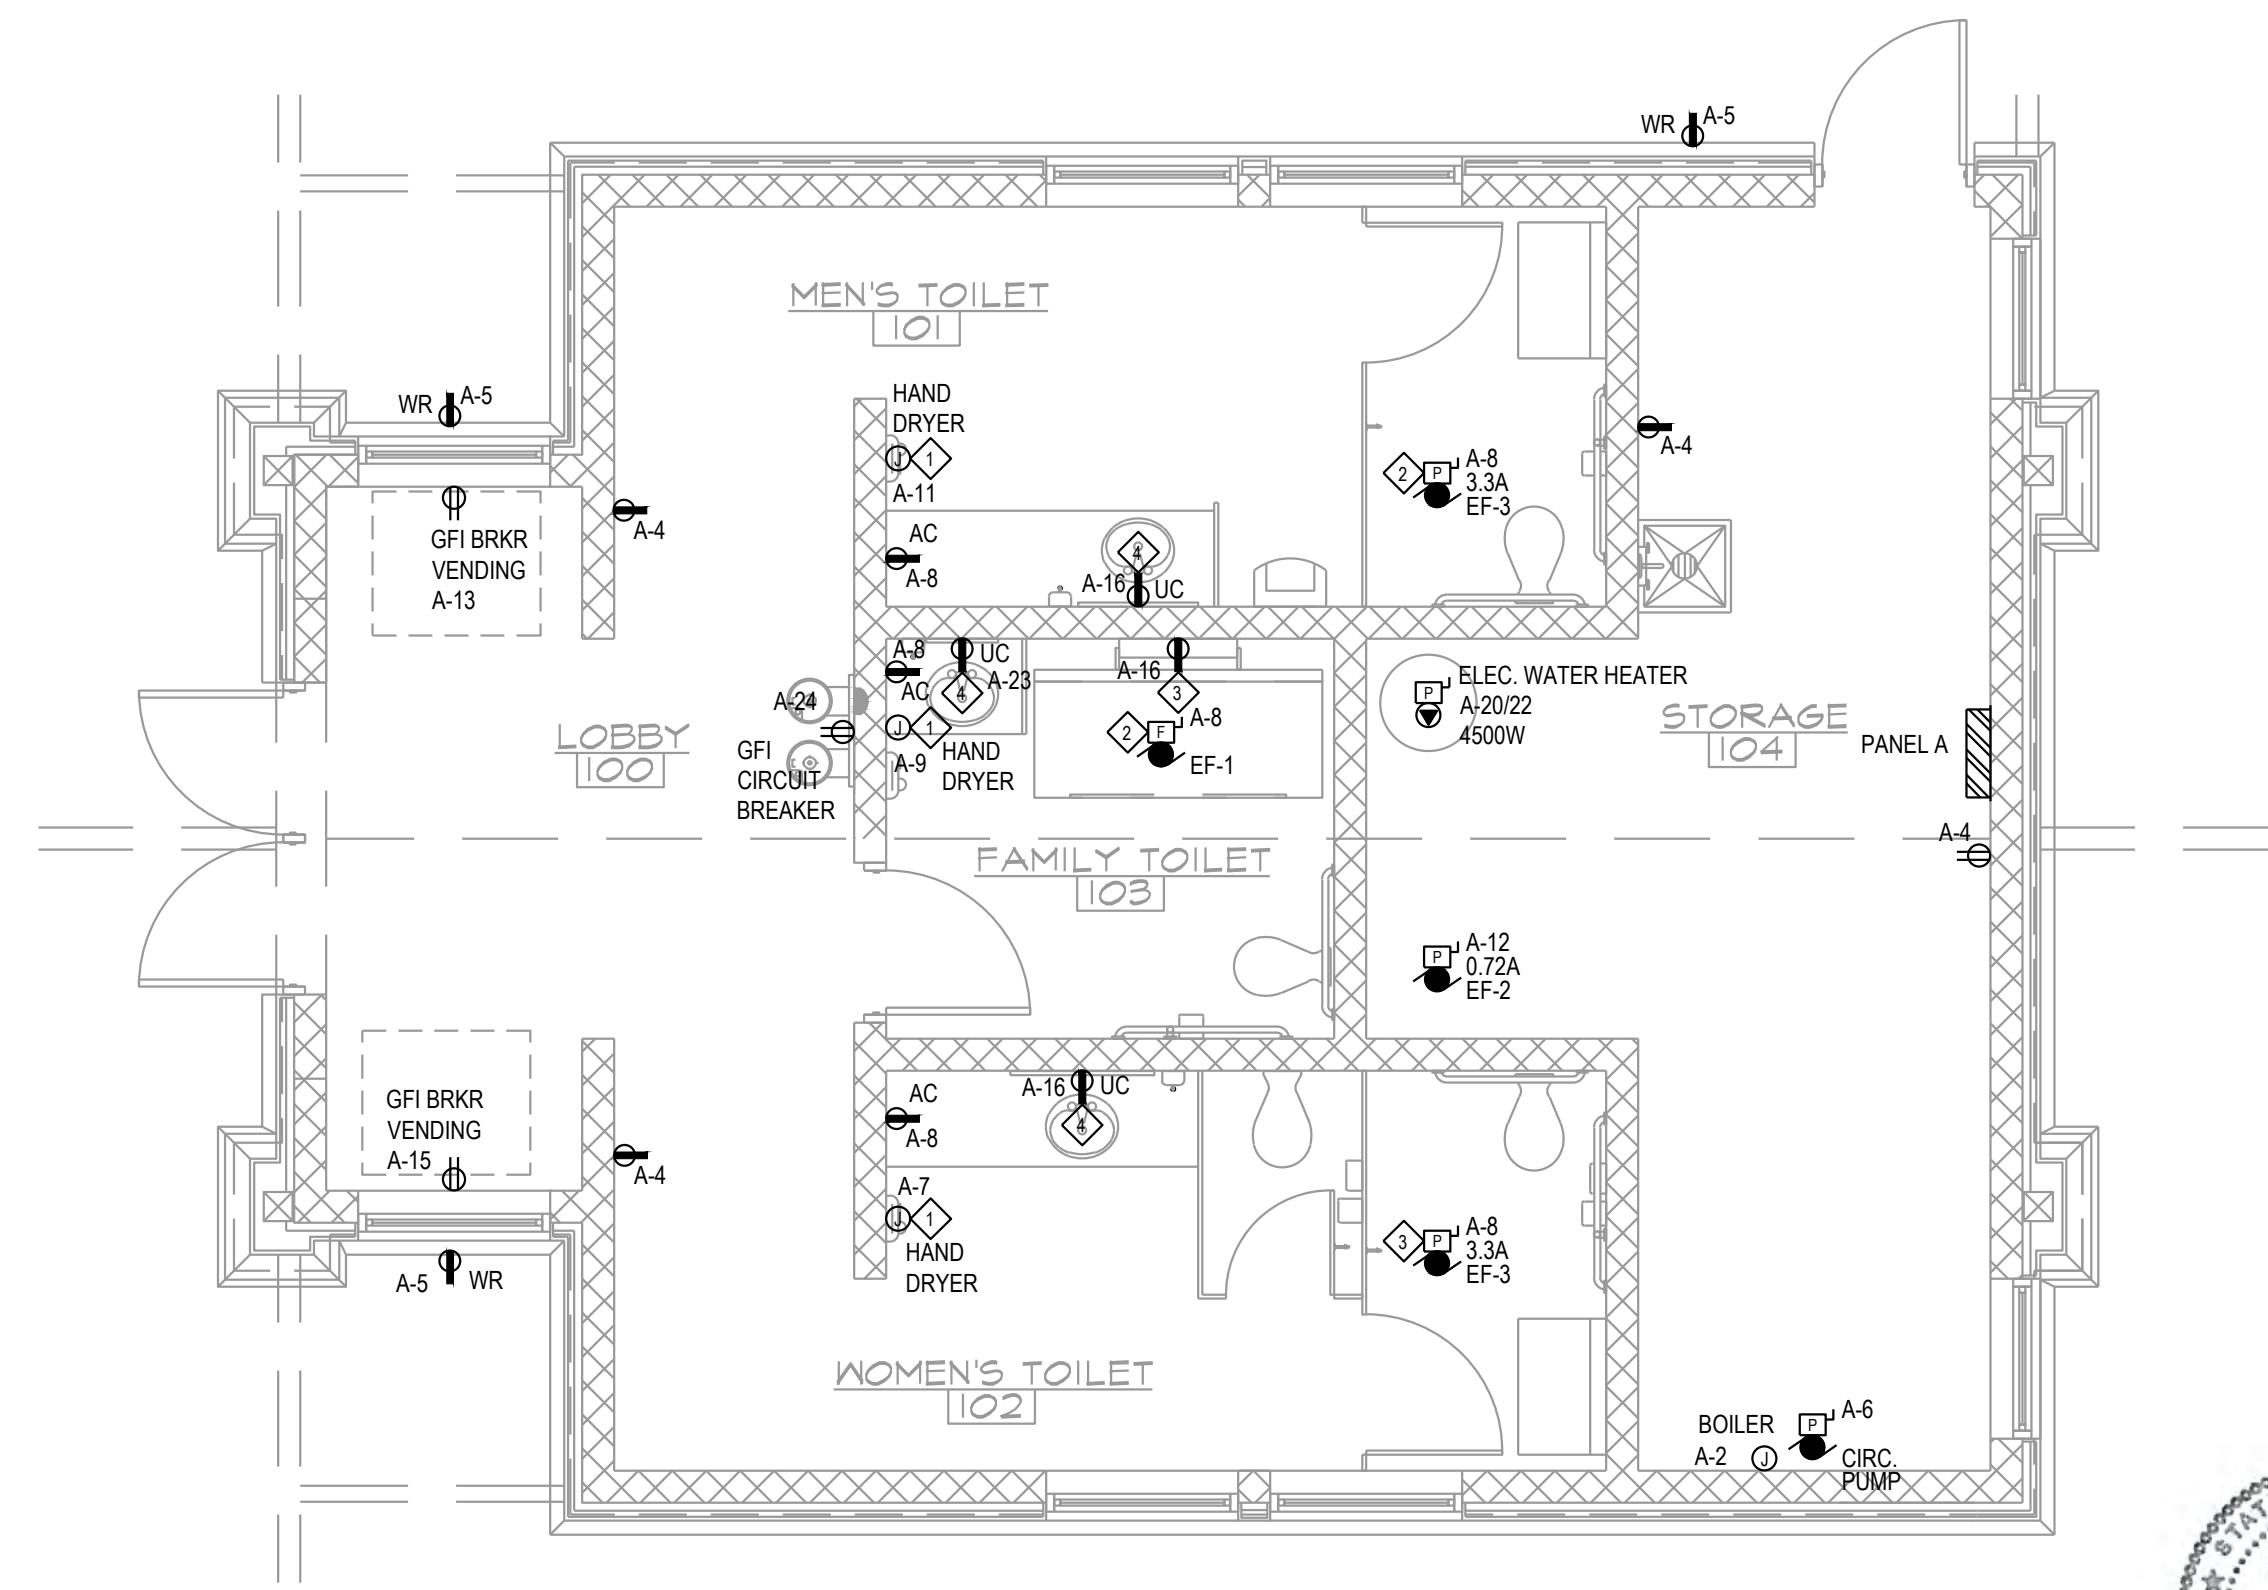 WR
A-5
MEN'S TOILET
101
WR
A-5
HAND
DRYER
J
1
A-11
A-4
2
P
A-8
3.3A
EF-3
A-4
GFI BRKR
VENDING
A-13
AC
A-8
4
A-16
UC
A-8
AC
UC
A-23
4
A-16
3
A-24
GFI
CIRCUIT
BREAKER
J
1
A-9
HAND
DRYER
2
F
A-8
EF-1
P
ELEC. WATER HEATER
A-20/22
4500W
STORAGE
104
PANEL A
LOBBY
100
A-4
FAMILY TOILET
103
P
A-12
0.72A
EF-2
GFI BRKR
VENDING
A-15
A-4
AC
A-8
A-16
UC
4
A-7
J
1
HAND
DRYER
3
P
A-8
3.3A
EF-3
A-5
WR
WOMEN'S TOILET
102
BOILER
A-2
J
P
A-6
CIRC.
PUMP
STAT